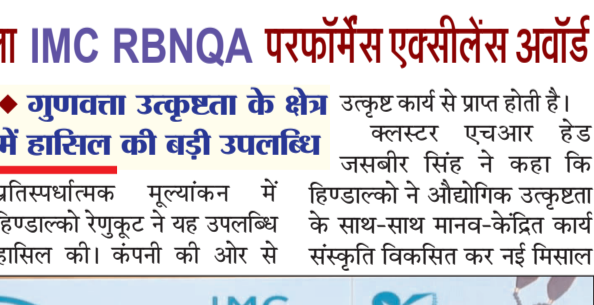 IMC RBNQA परफॉर्मेंस एक्सीलेंस अवॉर्ड
◆ गुणवत्ता उत्कृष्टता के क्षेत्र
में हासिल की बड़ी उपलब्धि
प्रतिस्पर्धात्मक मूल्यांकन में
हिण्डाल्को रेणुकूट ने यह उपलब्धि
हासिल की। कंपनी की ओर से
उत्कृष्ट कार्य से प्राप्त होती है।
क्लस्टर एचआर हेड
जसबीर सिंह ने कहा कि
हिण्डाल्को ने औद्योगिक उत्कृष्टता
के साथ-साथ मानव-केंद्रित कार्य
संस्कृति विकसित कर नई मिसाल
IMC